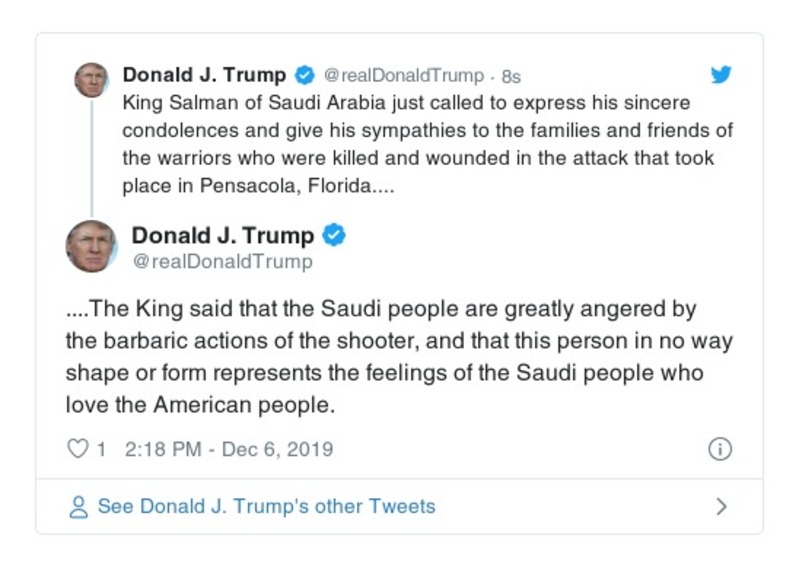 Donald J. Trump @realDonaldTrump · 8s
King Salman of Saudi Arabia just called to express his sincere
condolences and give his sympathies to the families and friends of
the warriors who were killed and wounded in the attack that took
place in Pensacola, Florida....
Donald J. Trump
@realDonaldTrump
....The King said that the Saudi people are greatly angered by
the barbaric actions of the shooter, and that this person in no way
shape or form represents the feelings of the Saudi people who
love the American people.
1 2:18 PM - Dec 6, 2019
See Donald J. Trump's other Tweets